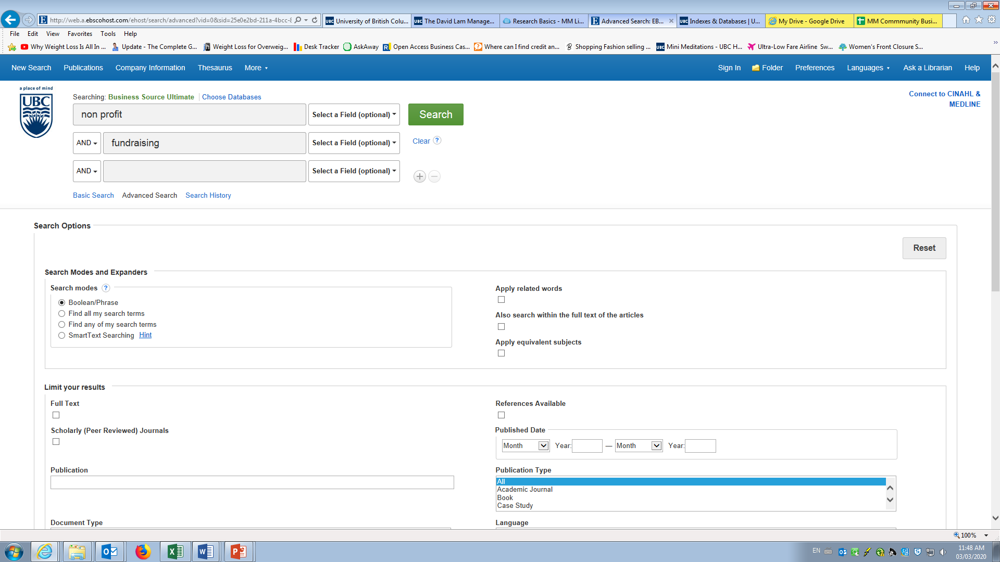 http://web.a.ebscohost.com/ehost/search/advanced?vid=0&sid=25e0e2bd-211a-4bcc-8
University of British Colu...
The David Lam Manage...
Research Basics - MM Li...
Advanced Search: EB...
Indexes & Databases | U...
My Drive - Google Drive
MM Commmunity Busi...
File Edit View Favorites Tools Help
Why Weight Loss Is All In ... Update - The Complete G... Weight Loss for Overweig... Desk Tracker AskAway Open Access Business Cas... Where can I find credit an... Shopping Fashion selling ... Mini Meditations - UBC H... Ultra-Low Fare Airline Sw... Women's Front Closure S...
New Search Publications Company Information Thesaurus More Sign In Folder Preferences Languages Ask a Librarian Help
a place of mind
UBC
Searching: Business Source Ultimate Choose Databases
Connect to CINAHL &
MEDLINE
non profit Select a Field (optional) Search
AND fundraising Select a Field (optional) Clear ?
AND Select a Field (optional)
Basic Search Advanced Search Search History
Search Options
Reset
Search Modes and Expanders
Search modes ?
Boolean/Phrase
Find all my search terms
Find any of my search terms
SmartText Searching Hint
Apply related words
Also search within the full text of the articles
Apply equivalent subjects
Limit your results
Full Text
References Available
Scholarly (Peer Reviewed) Journals
Published Date
Month Year: — Month Year:
Publication
Publication Type
All
Academic Journal
Book
Case Study
Document Type
Language
100%
EN
11:48 AM
03/03/2020